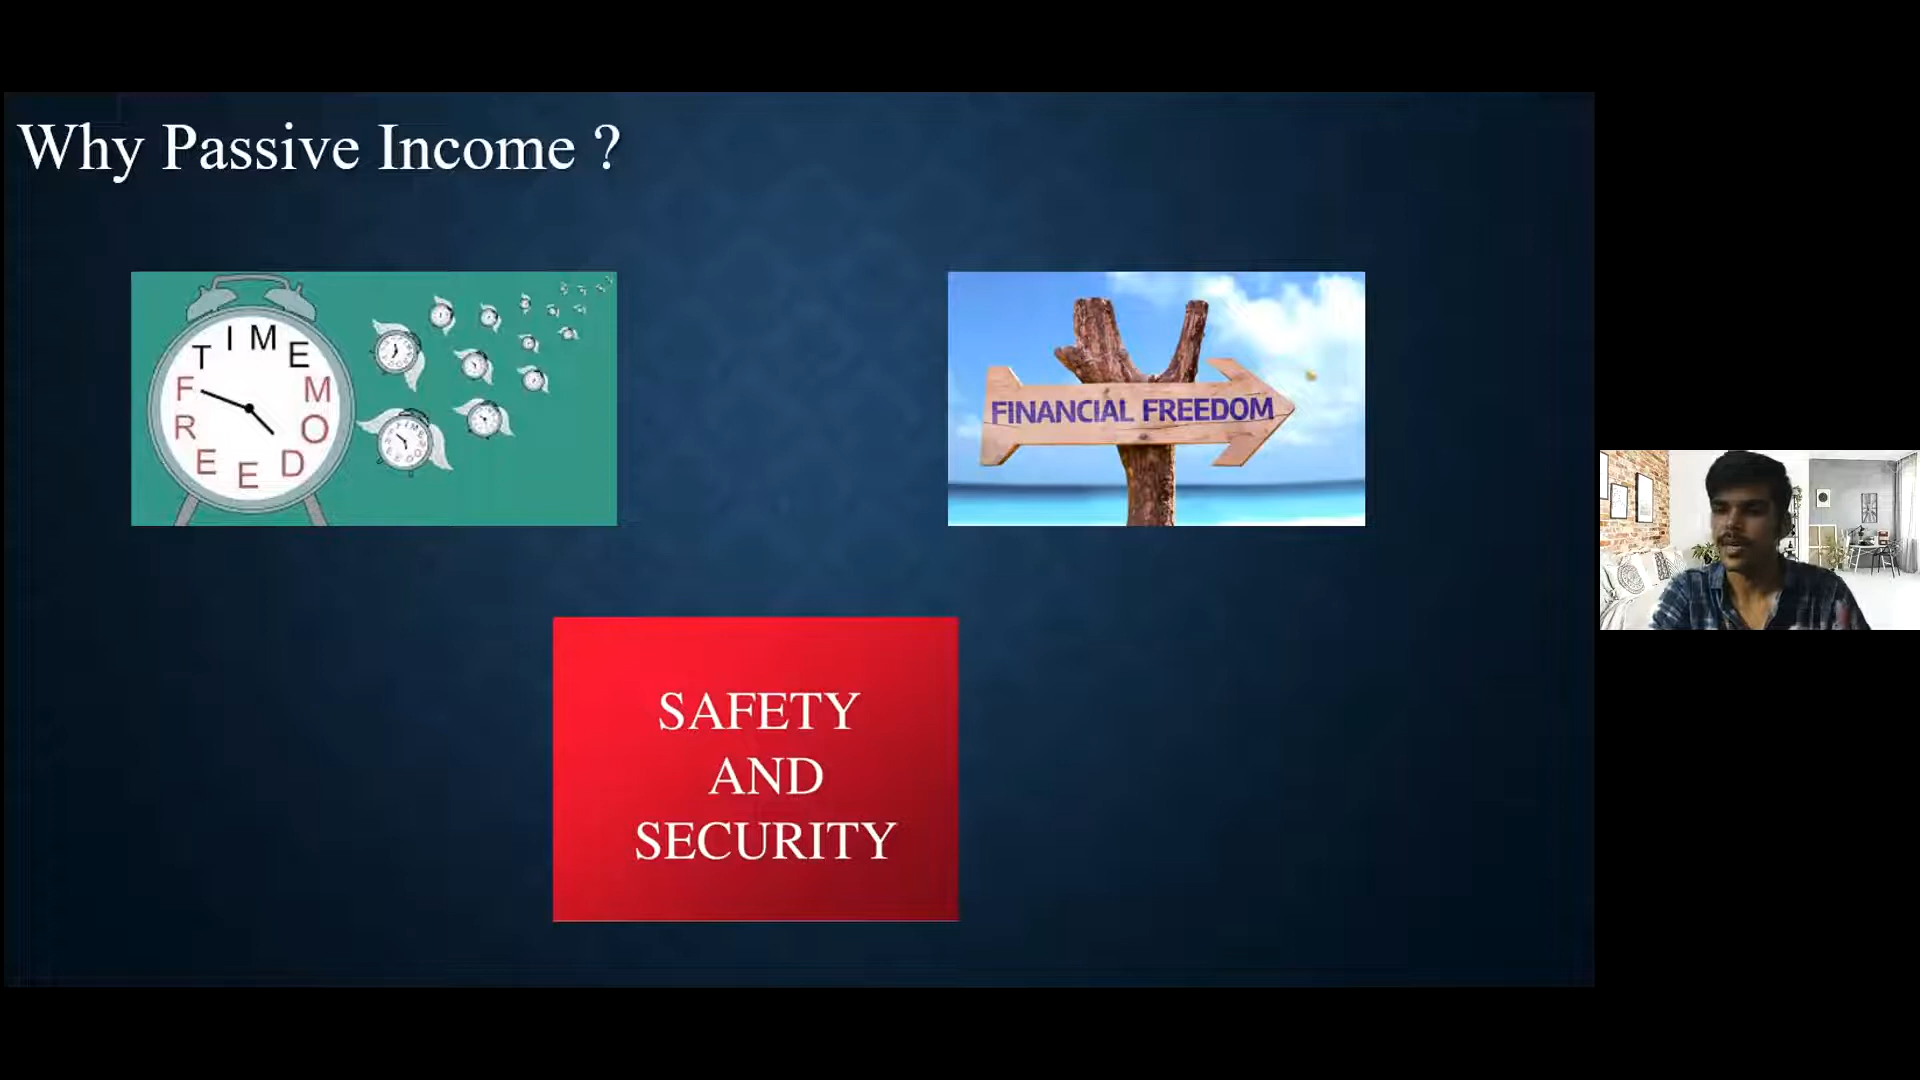 Why Passive Income ?
TIME
FREEDOM
FINANCIAL FREEDOM
SAFETY
AND
SECURITY